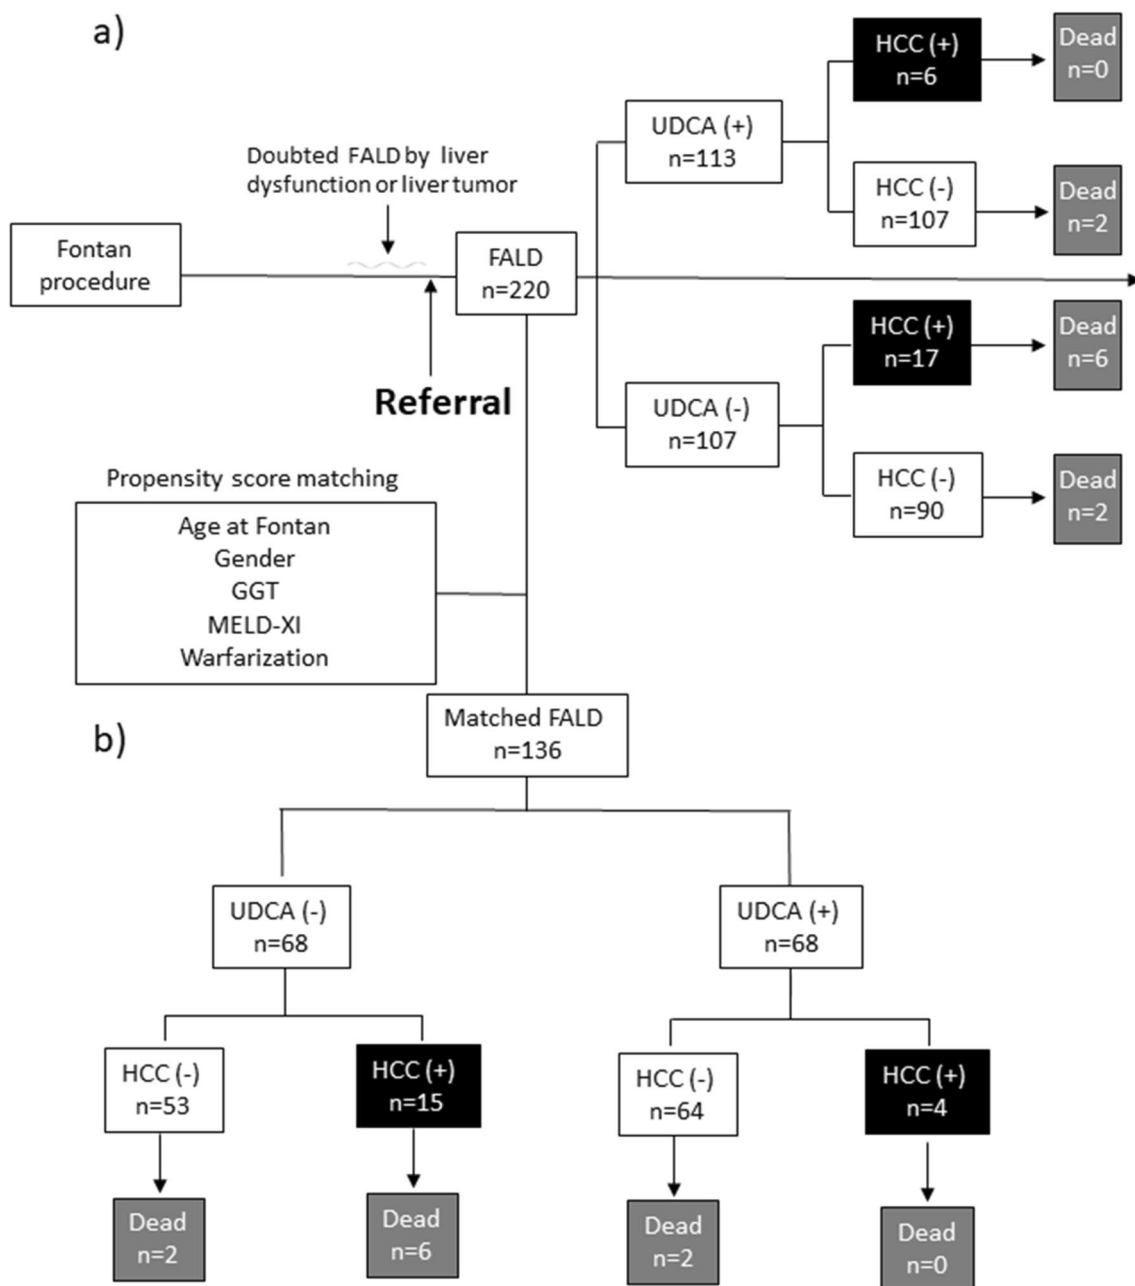 a)
HCC (+)
n=6
Dead
n=0
UDCA (+)
n=113
Doubted FALD by liver
dysfunction or liver tumor
HCC (-)
n=107
Dead
n=2
Fontan
procedure
FALD
n=220
HCC (+)
n=17
Dead
n=6
Referral
UDCA (-)
n=107
HCC (-)
n=90
Dead
n=2
Propensity score matching
Age at Fontan
Gender
GGT
MELD-XI
Warfarization
b)
Matched FALD
n=136
UDCA (-)
n=68
UDCA (+)
n=68
HCC (-)
n=53
HCC (+)
n=15
HCC (-)
n=64
HCC (+)
n=4
Dead
n=2
Dead
n=6
Dead
n=2
Dead
n=0